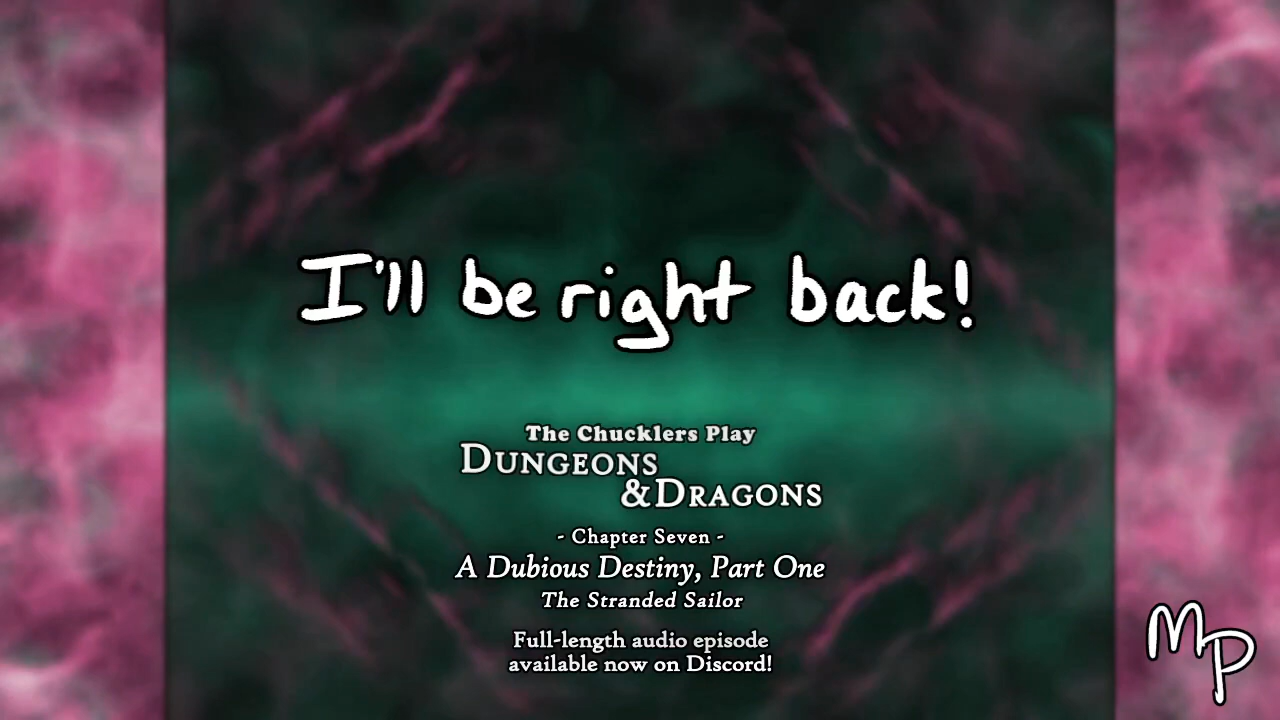 I'll be right back!
The Chucklers Play
DUNGEONS
&DRAGONS
- Chapter Seven -
A Dubious Destiny, Part One
The Stranded Sailor
Full-length audio episode
available now on Discord!
MP